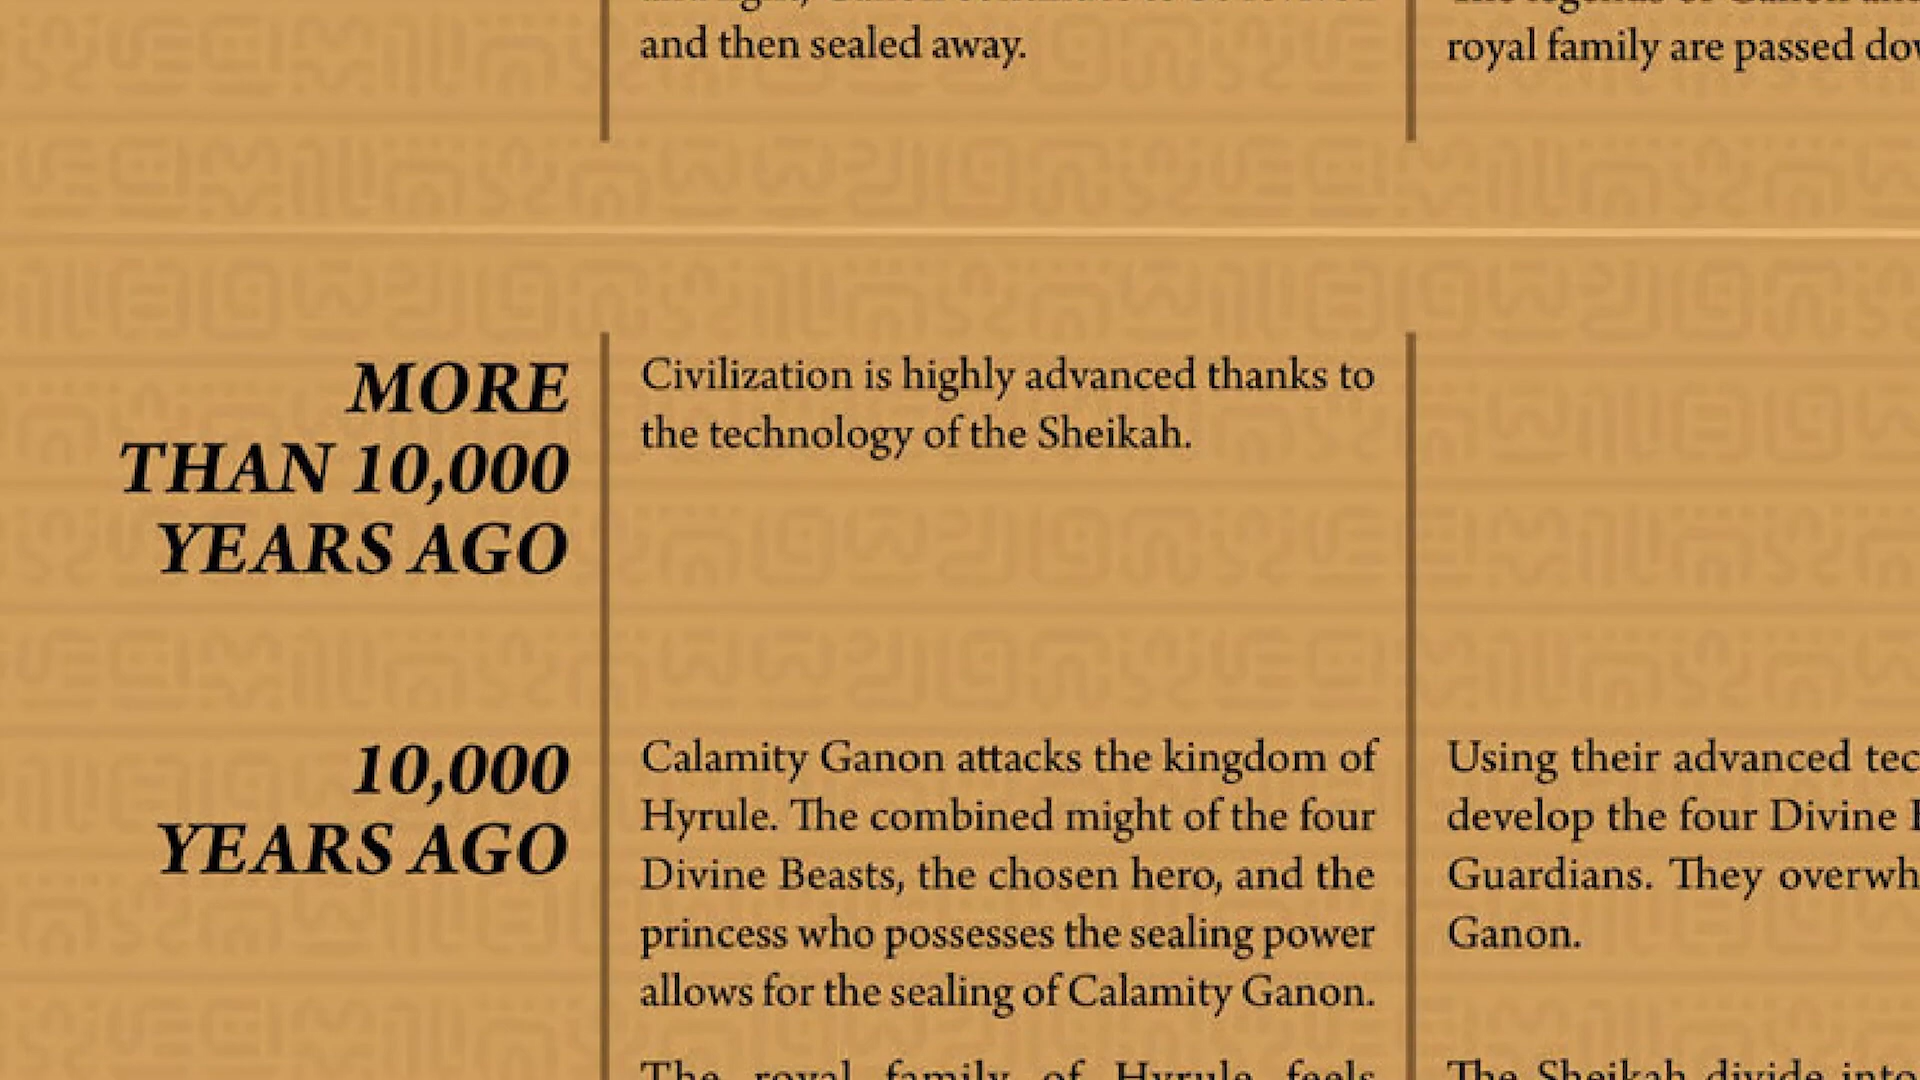 and then sealed away.
royal family are passed
MORE
THAN 10,000
YEARS AGO
Civilization is highly advanced thanks to
the technology of the Sheikah.
10,000
YEARS AGO
Calamity Ganon attacks the kingdom of
Hyrule. The combined might of the four
Divine Beasts, the chosen hero, and the
princess who possesses the sealing power
allows for the sealing of Calamity Ganon.
The royal family of Hyrule feels
Using their advanced
develop the four Divine
Guardians. They
Ganon.
The Sheikah divide into